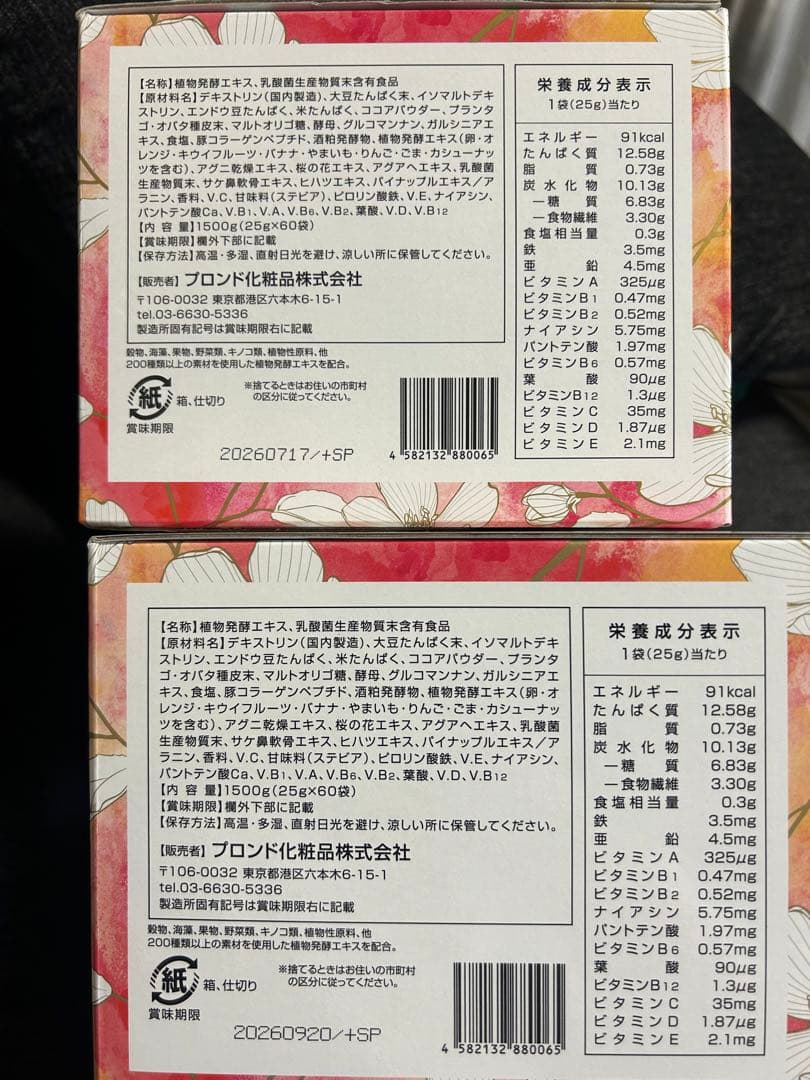 【名称】植物発酵エキス、乳酸菌生産物質末含有食品
【原材料名】デキストリン(国内製造)、大豆たんぱく末、イソマルトデキ
ストリン、エンドウ豆たんぱく、米たんぱく、ココアパウダー、プランタ
ゴ・オバタ種皮末、マルトオリゴ糖、酵母、グルコマンナン、ガルシニアエ
キス、食塩、豚コラーゲンペプチド、酒粕発酵物、植物発酵エキス(卵・オ
レンジ・キウイフルーツ・バナナ・やまいも・りんご・ごま・カシューナッ
ツを含む)、アグニ乾燥エキス、桜の花エキス、アグアヘエキス、乳酸菌
生産物質末、サケ鼻軟骨エキス、ヒハツエキス、パイナップルエキス／ア
ラニン、香料、V.C、甘味料(ステビア)、ピロリン酸鉄、V.E、ナイアシン、
パントテン酸Ca、V.B1、V.A、V.B6、V.B2、葉酸、V.D、V.B12
【内 容 量】1500g(25g×60袋)
【賞味期限】欄外下部に記載
【保存方法】高温・多湿、直射日光を避け、涼しい所に保管してください。
【販売者】ブロンド化粧品株式会社
〒106-0032 東京都港区六本木6-15-1
tel.03-6630-5336
製造所固有記号は賞味期限右に記載
穀物、海藻、果物、野菜類、キノコ類、植物性原料、他
200種類以上の素材を使用した植物発酵エキスを配合。
紙 箱、仕切り
※捨てるときはお住いの市町村
の区分に従ってください。
賞味期限
20260717/+SP
4 582132 880065
栄養成分表示
1袋(25g)当たり
エネルギー 91kcal
たんぱく質 12.58g
脂質 0.73g
炭水化物 10.13g
―糖質 6.83g
―食物繊維 3.30g
食塩相当量 0.3g
鉄 3.5mg
亜鉛 4.5mg
ビタミンA 325μg
ビタミンB1 0.47mg
ビタミンB2 0.52mg
ナイアシン 5.75mg
パントテン酸 1.97mg
ビタミンB6 0.57mg
葉酸 90μg
ビタミンB12 1.3μg
ビタミンC 35mg
ビタミンD 1.87μg
ビタミンE 2.1mg
【名称】植物発酵エキス、乳酸菌生産物質末含有食品
【原材料名】デキストリン(国内製造)、大豆たんぱく末、イソマルトデキ
ストリン、エンドウ豆たんぱく、米たんぱく、ココアパウダー、プランタ
ゴ・オバタ種皮末、マルトオリゴ糖、酵母、グルコマンナン、ガルシニアエ
キス、食塩、豚コラーゲンペプチド、酒粕発酵物、植物発酵エキス(卵・オ
レンジ・キウイフルーツ・バナナ・やまいも・りんご・ごま・カシューナッ
ツを含む)、アグニ乾燥エキス、桜の花エキス、アグアヘエキス、乳酸菌
生産物質末、サケ鼻軟骨エキス、ヒハツエキス、パイナップルエキス／ア
ラニン、香料、V.C、甘味料(ステビア)、ピロリン酸鉄、V.E、ナイアシン、
パントテン酸Ca、V.B1、V.A、V.B6、V.B2、葉酸、V.D、V.B12
【内 容 量】1500g(25g×60袋)
【賞味期限】欄外下部に記載
【保存方法】高温・多湿、直射日光を避け、涼しい所に保管してください。
【販売者】ブロンド化粧品株式会社
〒106-0032 東京都港区六本木6-15-1
tel.03-6630-5336
製造所固有記号は賞味期限右に記載
穀物、海藻、果物、野菜類、キノコ類、植物性原料、他
200種類以上の素材を使用した植物発酵エキスを配合。
紙 箱、仕切り
※捨てるときはお住いの市町村
の区分に従ってください。
賞味期限
20260920/+SP
4 582132 880065
栄養成分表示
1袋(25g)当たり
エネルギー 91kcal
たんぱく質 12.58g
脂質 0.73g
炭水化物 10.13g
―糖質 6.83g
―食物繊維 3.30g
食塩相当量 0.3g
鉄 3.5mg
亜鉛 4.5mg
ビタミンA 325μg
ビタミンB1 0.47mg
ビタミンB2 0.52mg
ナイアシン 5.75mg
パントテン酸 1.97mg
ビタミンB6 0.57mg
葉酸 90μg
ビタミンB12 1.3μg
ビタミンC 35mg
ビタミンD 1.87μg
ビタミンE 2.1mg